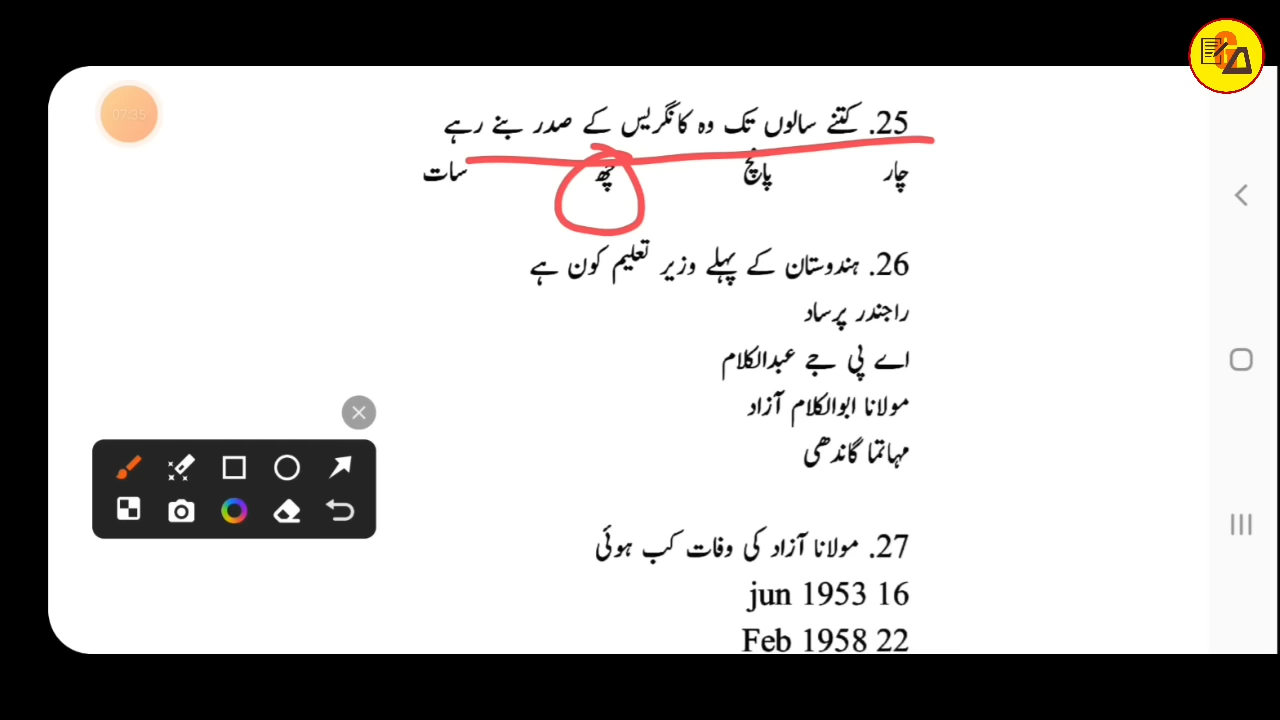 07:35
25. کتنے سالوں تک وہ کانگریس کے صدر بنے رہے
چار پانچ چھ سات
26. ہندوستان کے پہلے وزیر تعلیم کون ہے
راجندر پرساد
اے پی جے عبدالکلام
مولانا ابوالکلام آزاد
مہاتما گاندھی
27. مولانا آزاد کی وفات کب ہوئی
16 jun 1953
22 Feb 1958